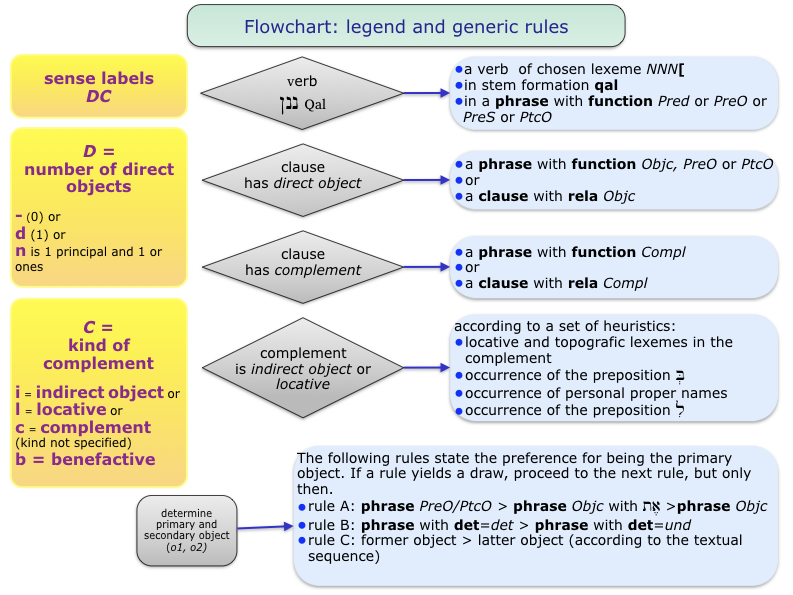 Flowchart: legend and generic rules
sense labels
DC
D =
number of direct
objects
- (0) or
d (1) or
n is 1 principal and 1 or
ones
C =
kind of
complement
i = indirect object or
l = locative or
c = complement
(kind not specified)
b = benefactive
verb
נננן Qal
•a verb  of chosen lexeme NNN[
•in stem formation qal
•in a phrase with function Pred or PreO or
PreS or PtcO
clause
has direct object
•a phrase with function Objc, PreO or PtcO
•or
•a clause with rela Objc
clause
has complement
•a phrase with function Compl
•or
•a clause with rela Compl
complement
is indirect object or
locative
according to a set of heuristics:
•locative and topografic lexemes in the
complement
•occurrence of the preposition בְּ
•occurrence of personal proper names
•occurrence of the preposition לְ
determine
primary and
secondary object
(o1, o2)
The following rules state the preference for being the primary
object. If a rule yields a draw, proceed to the next rule, but only
then.
•rule A: phrase PreO/PtcO > phrase Objc with אֶת >phrase Objc
•rule B: phrase with det=det > phrase with det=und
•rule C: former object > latter object (according to the textual
sequence)